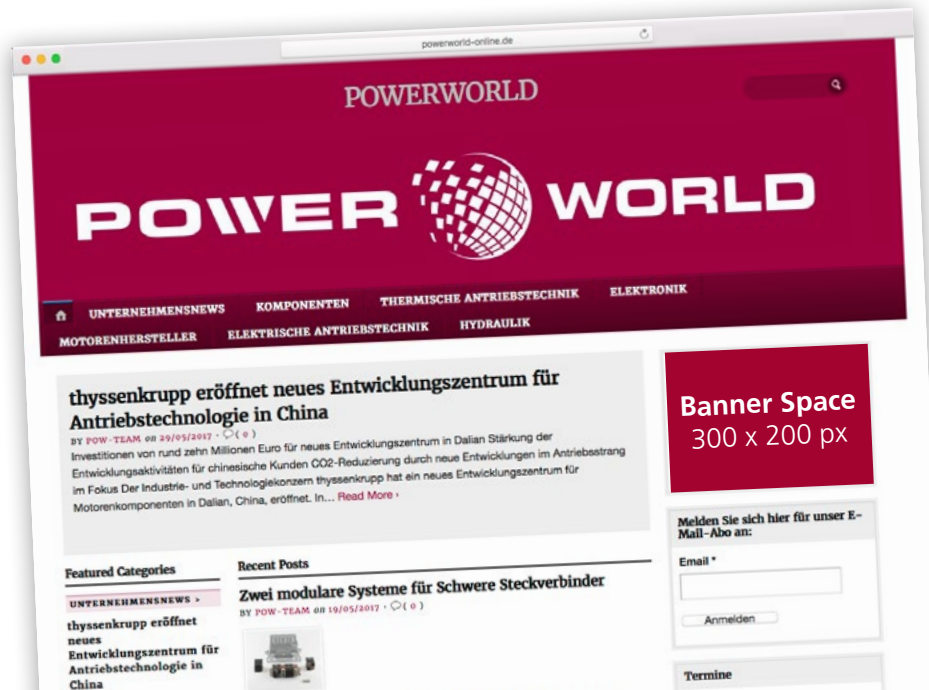 powerworld-online.de
POWERWORLD
POWER WORLD
UNTERNEHMENSNEWS KOMPONENTEN THERMISCHE ANTRIEBSTECHNIK ELEKTRONIK
MOTORENHERSTELLER ELEKTRISCHE ANTRIEBSTECHNIK HYDRAULIK
thyssenkrupp eröffnet neues Entwicklungszentrum für
Antriebstechnologie in China
BY POW-TEAM on 29/05/2017 · ( 0 )
Investitionen von rund zehn Millionen Euro für neues Entwicklungszentrum in Dalian Stärkung der
Entwicklungsaktivitäten für chinesische Kunden CO2-Reduzierung durch neue Entwicklungen im Antriebsstrang
im Fokus Der Industrie- und Technologiekonzern thyssenkrupp hat ein neues Entwicklungszentrum für
Motorenkomponenten in Dalian, China, eröffnet. In… Read More ›
Banner Space
300 x 200 px
Melden Sie sich hier für unser E-
Mail-Abo an:
Email *
Anmelden
Termine
Featured Categories
UNTERNEHMENSNEWS ›
thyssenkrupp eröffnet
neues
Entwicklungszentrum für
Antriebstechnologie in
China
Recent Posts
Zwei modulare Systeme für Schwere Steckverbinder
BY POW-TEAM on 19/05/2017 · ( 0 )